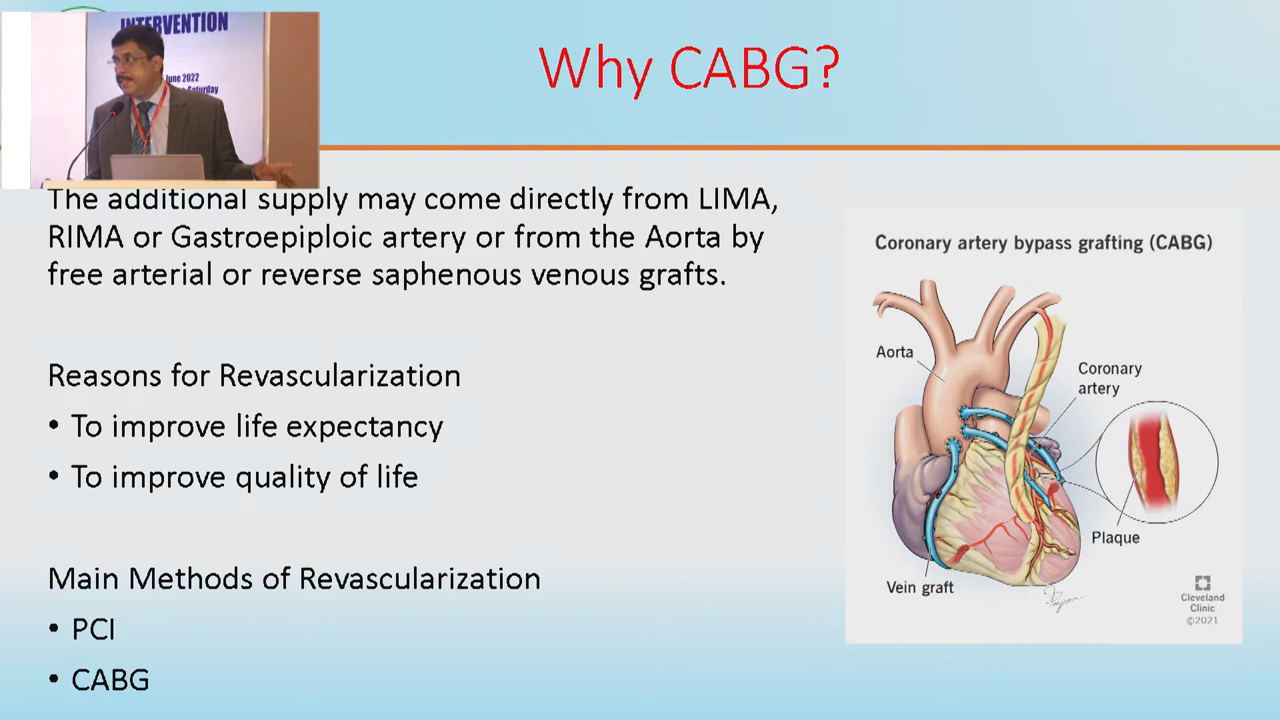 INTERVENTION
June 2022
Saturday
Why CABG?
The additional supply may come directly from LIMA,
RIMA or Gastroepiploic artery or from the Aorta by
free arterial or reverse saphenous venous grafts.
Reasons for Revascularization
• To improve life expectancy
• To improve quality of life
Main Methods of Revascularization
• PCI
• CABG
Coronary artery bypass grafting (CABG)
Aorta
Coronary
artery
Plaque
Vein graft
Cleveland
Clinic
©2021